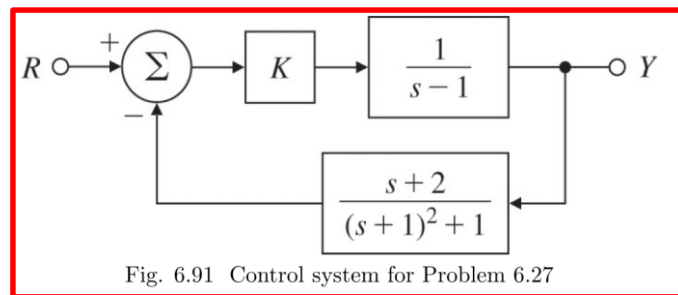 R + Σ K 1/(s − 1) Y
−
(s + 2)/((s + 1)² + 1)
Fig. 6.91 Control system for Problem 6.27